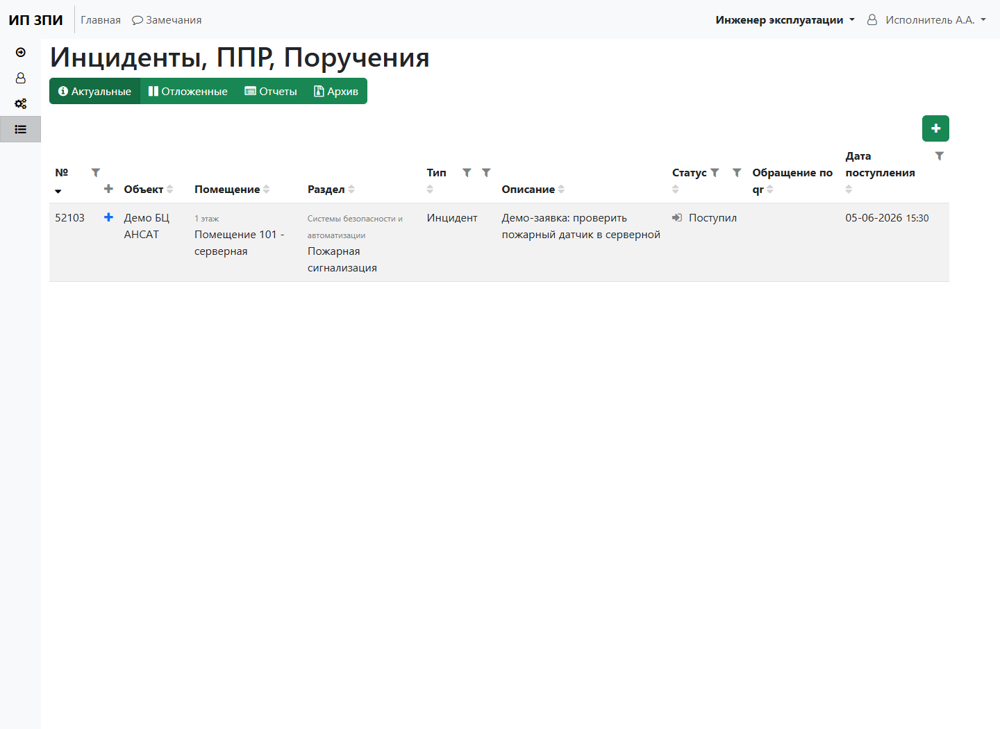 ИП ЗПИ Главная Замечания Инженер эксплуатации Исполнитель А.А.
Инциденты, ППР, Поручения
Актуальные Отложенные Отчеты Архив
№ Объект Помещение Раздел Тип Описание Статус Обращение по qr Дата поступления
52103
Демо БЦ
АНСАТ
1 этаж
Помещение 101 -
серверная
Системы безопасности и
автоматизации
Пожарная
сигнализация
Инцидент
Демо-заявка: проверить
пожарный датчик в серверной
Поступил
05-06-2026 15:30